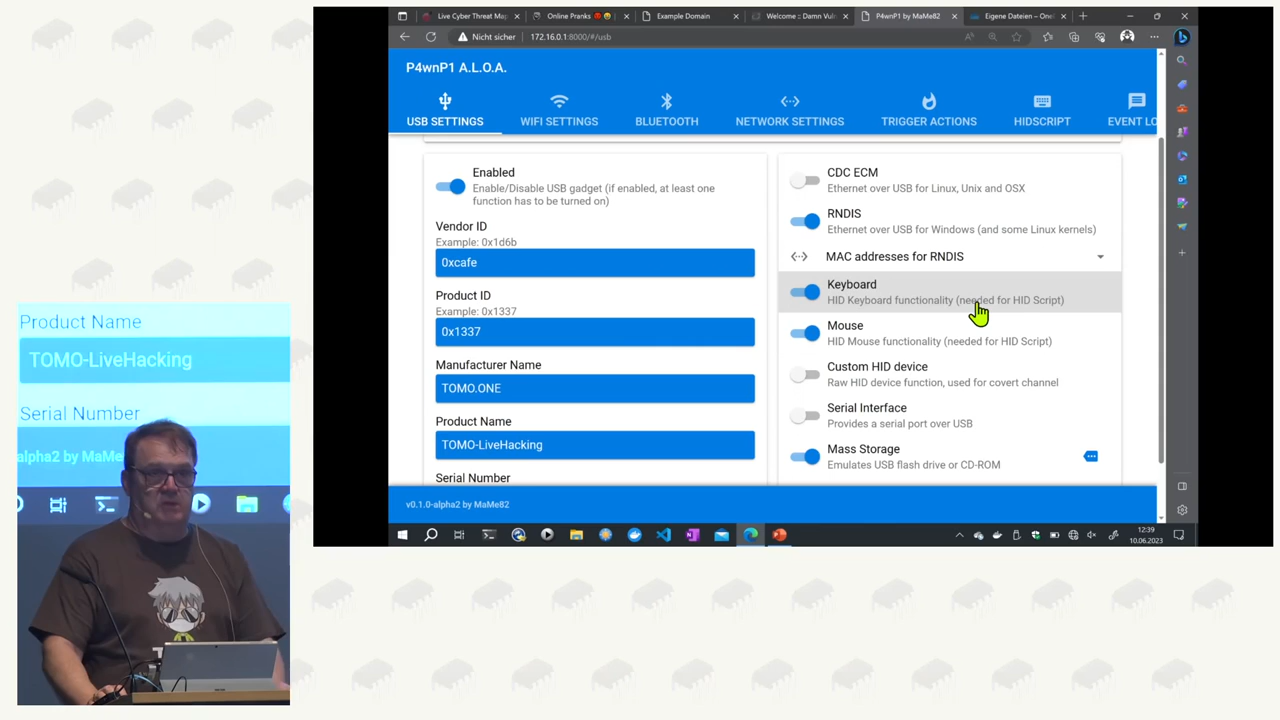 Live Cyber Threat Ma
Online Pranks
Example Domain
Welcome :: Damn Vul
P4wnP1 by MaMe82
Eigene Dateien – One
Nicht sicher
172.16.0.1:8000/#/usb
P4wnP1 A.L.O.A.
USB SETTINGS
WIFI SETTINGS
BLUETOOTH
NETWORK SETTINGS
TRIGGER ACTIONS
HIDSCRIPT
EVENT LO
Enabled
Enable/Disable USB gadget (if enabled, at least one
function has to be turned on)
Vendor ID
Example: 0x1d6b
0xcafe
Product ID
Example: 0x1337
0x1337
Manufacturer Name
TOMO.ONE
Product Name
TOMO-LiveHacking
Serial Number
CDC ECM
Ethernet over USB for Linux, Unix and OSX
RNDIS
Ethernet over USB for Windows (and some Linux kernels)
MAC addresses for RNDIS
Keyboard
HID Keyboard functionality (needed for HID Script)
Mouse
HID Mouse functionality (needed for HID Script)
Custom HID device
Raw HID device function, used for covert channel
Serial Interface
Provides a serial port over USB
Mass Storage
Emulates USB flash drive or CD-ROM
v0.1.0-alpha2 by MaMe82
12:39
10.06.2023
Product Name
TOMO-LiveHacking
Serial Number
alpha2 by MaMe